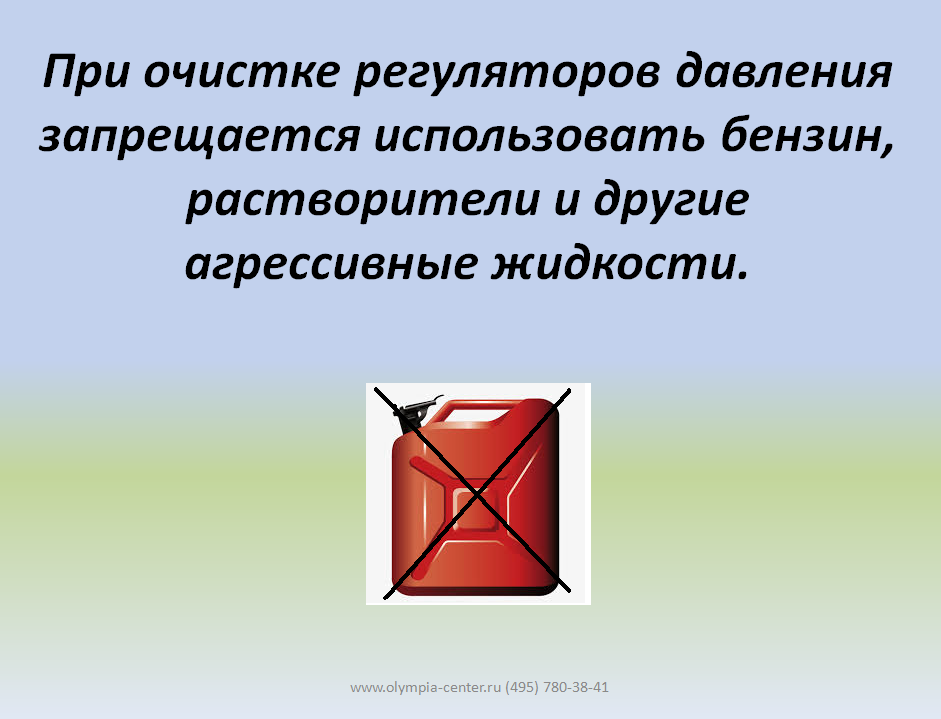 При очистке регуляторов давления
запрещается использовать бензин,
растворители и другие
агрессивные жидкости.
www.olympia-center.ru (495) 780-38-41